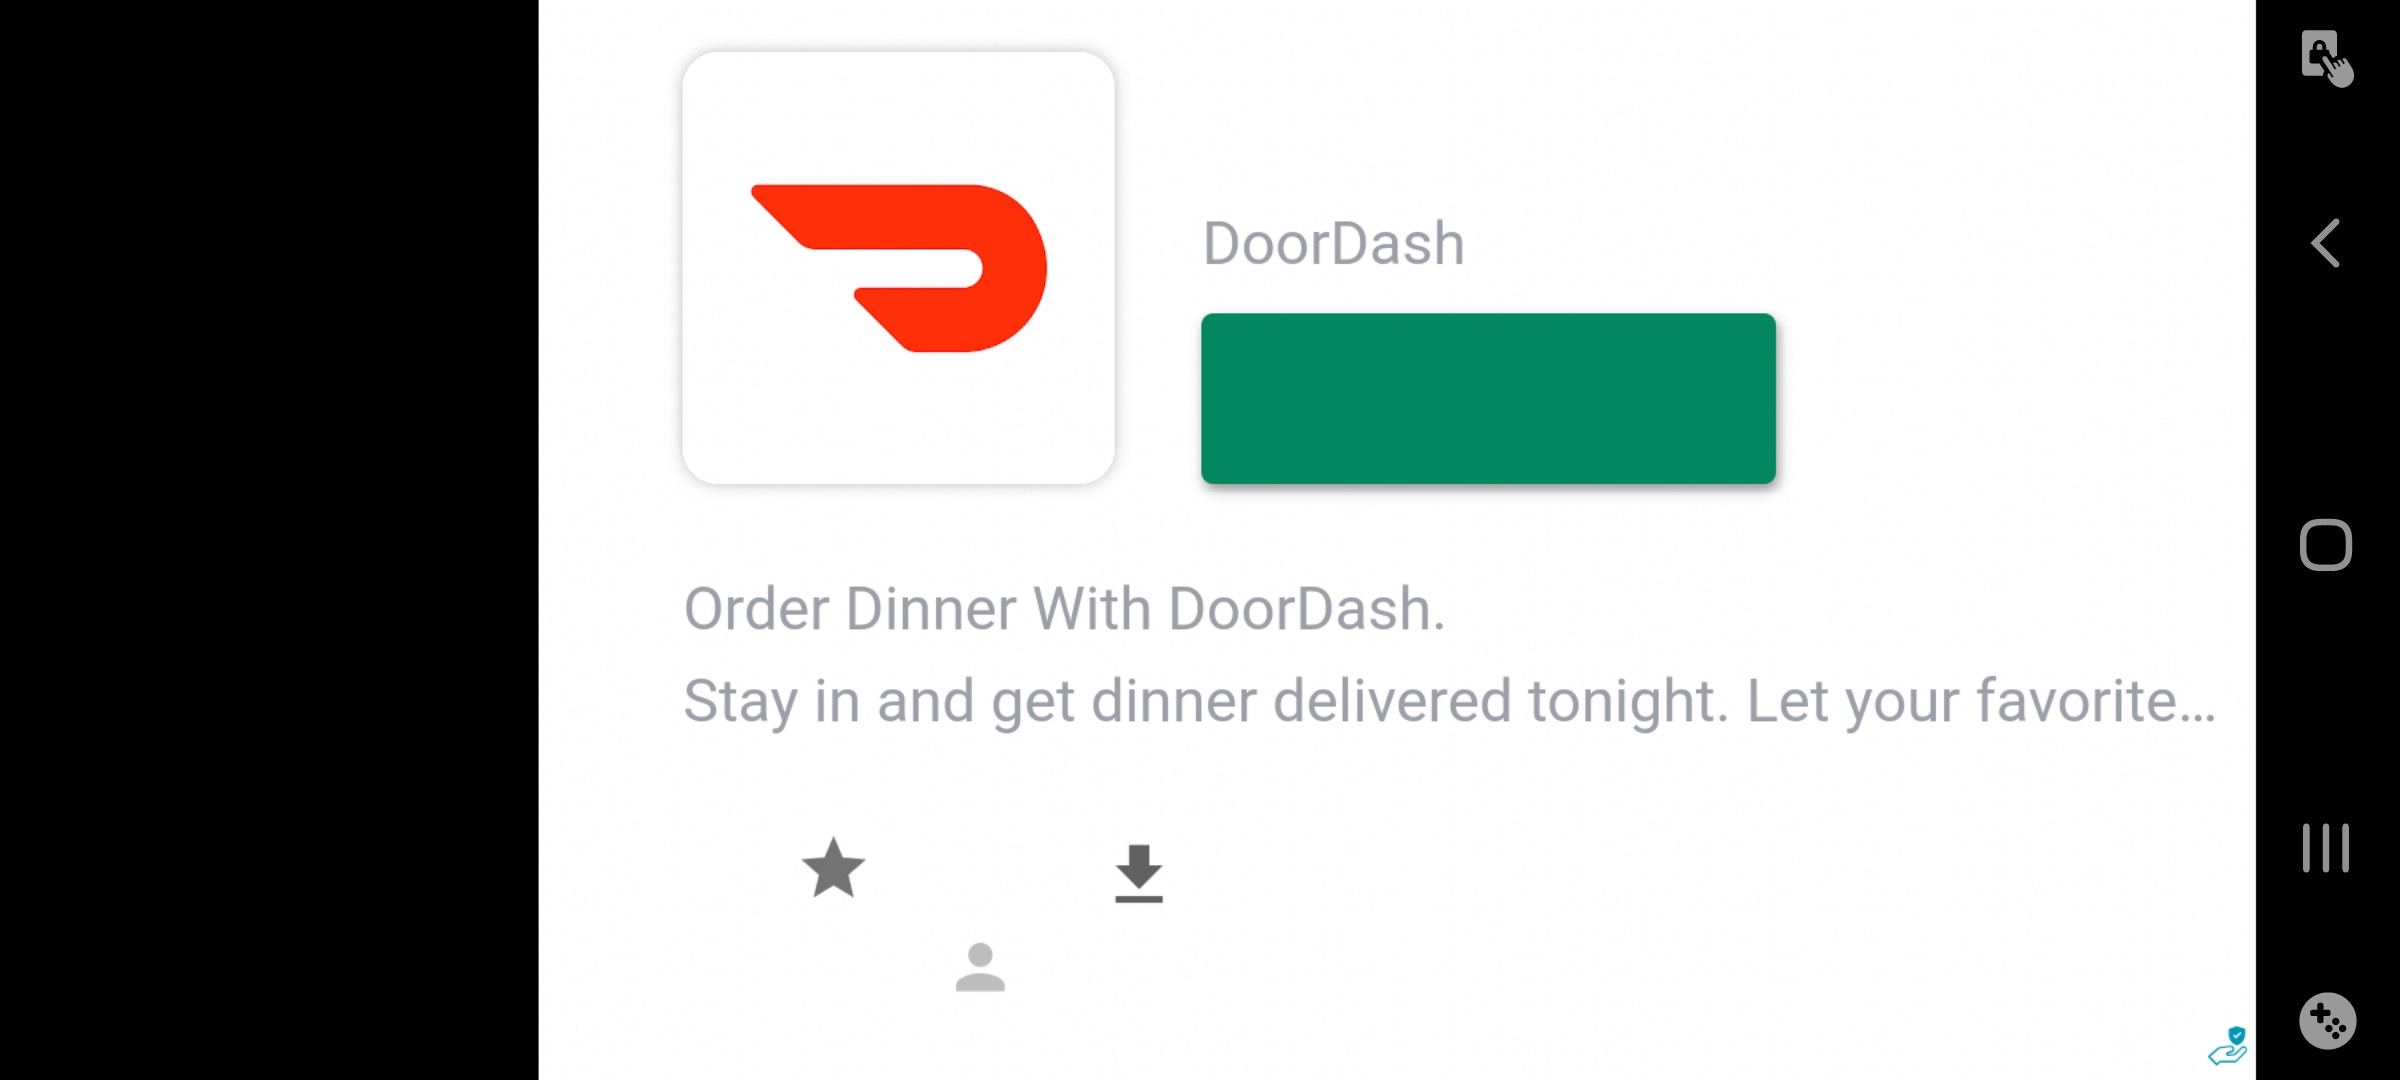 DoorDash
Order Dinner With DoorDash.
Stay in and get dinner delivered tonight. Let your favorite...